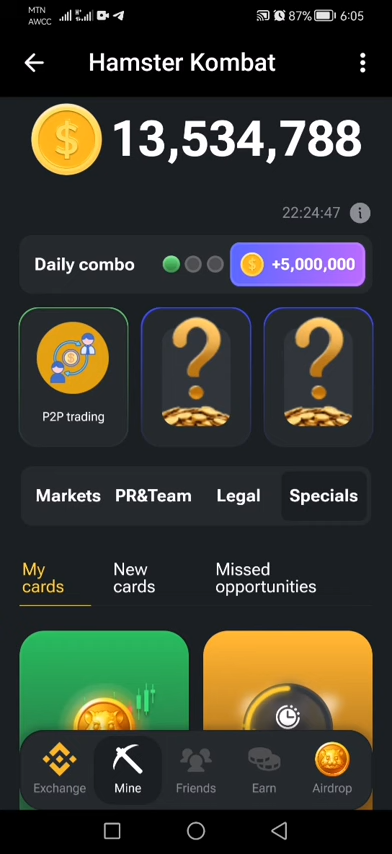 MTN
AWCC
87%
6:05
Hamster Kombat
13,534,788
22:24:47
Daily combo
+5,000,000
P2P trading
Markets PR&Team Legal Specials
My cards New cards Missed opportunities
Exchange Mine Friends Earn Airdrop